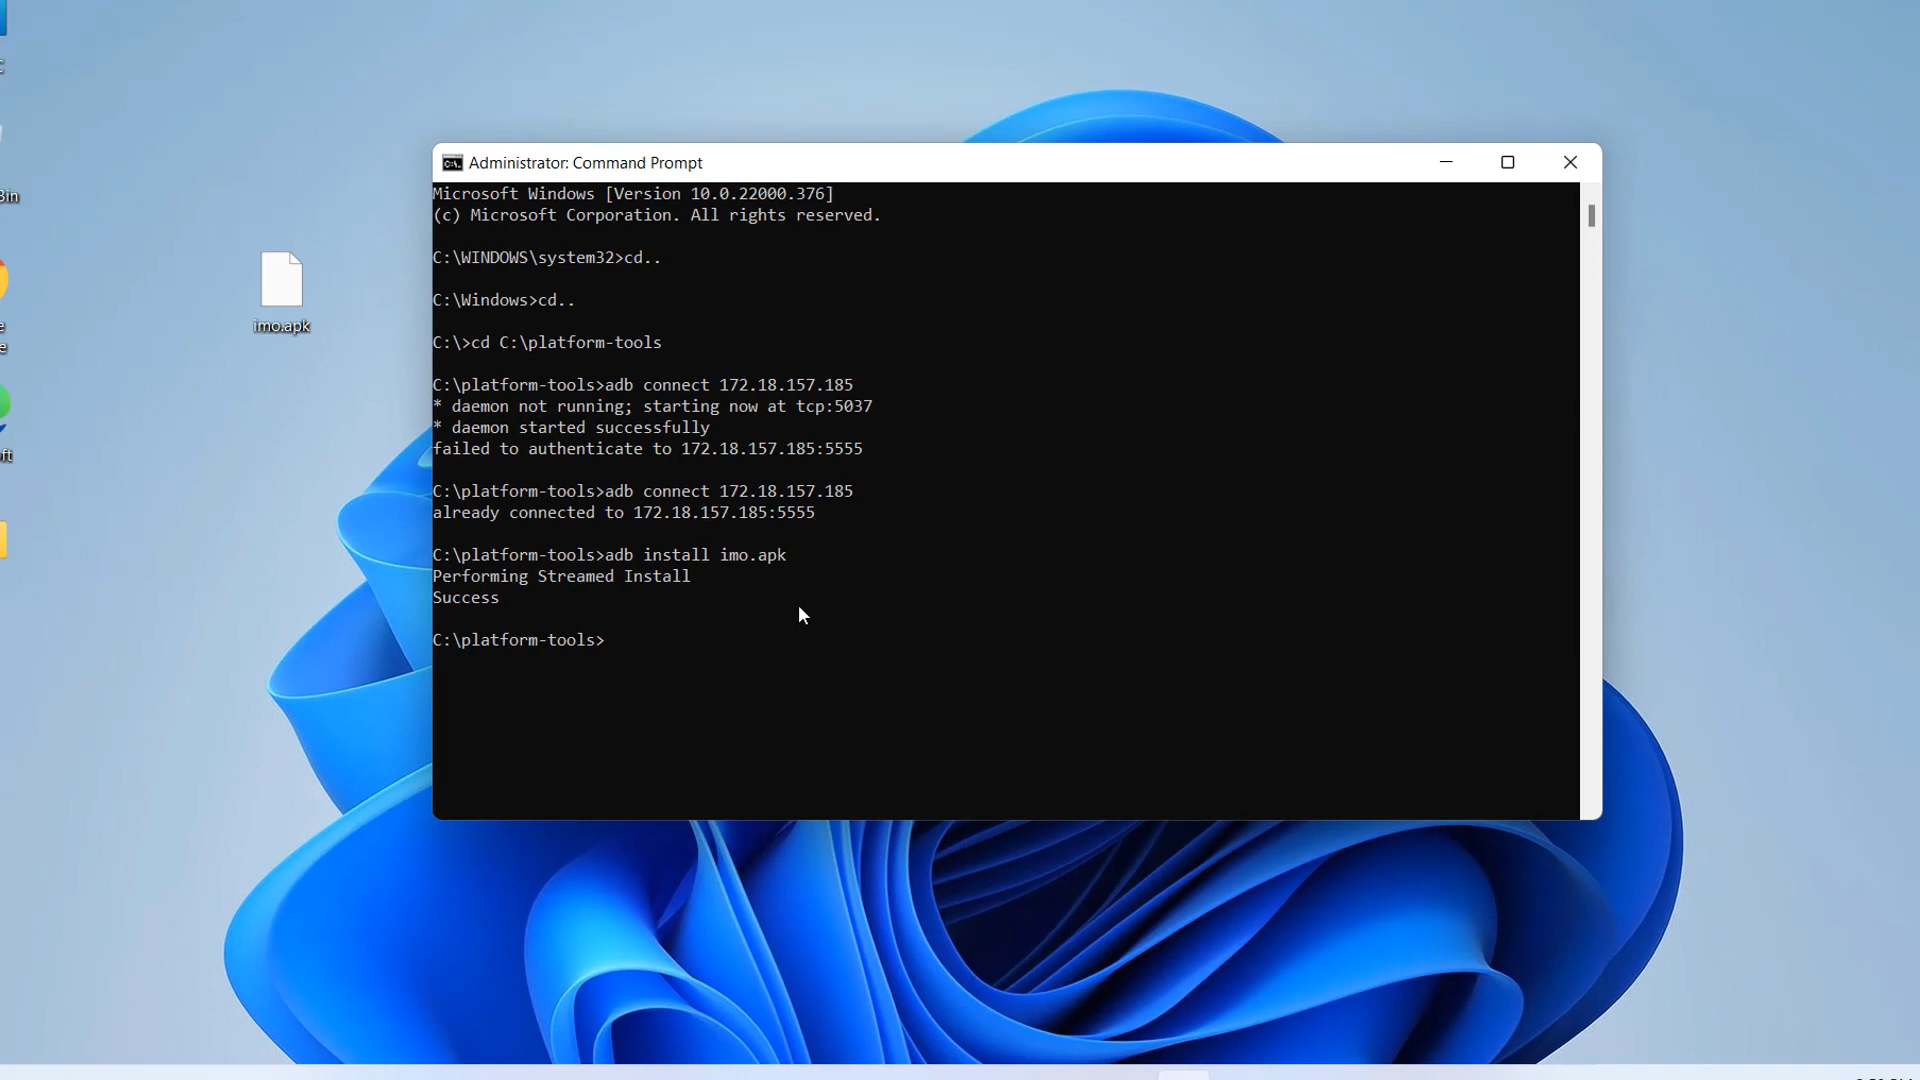 Bin
imo.apk
Administrator: Command Prompt
Microsoft Windows [Version 10.0.22000.376]
(c) Microsoft Corporation. All rights reserved.
C:\WINDOWS\system32>cd..
C:\Windows>cd..
C:\>cd C:\platform-tools
C:\platform-tools>adb connect 172.18.157.185
* daemon not running; starting now at tcp:5037
* daemon started successfully
failed to authenticate to 172.18.157.185:5555
C:\platform-tools>adb connect 172.18.157.185
already connected to 172.18.157.185:5555
C:\platform-tools>adb install imo.apk
Performing Streamed Install
Success
C:\platform-tools>